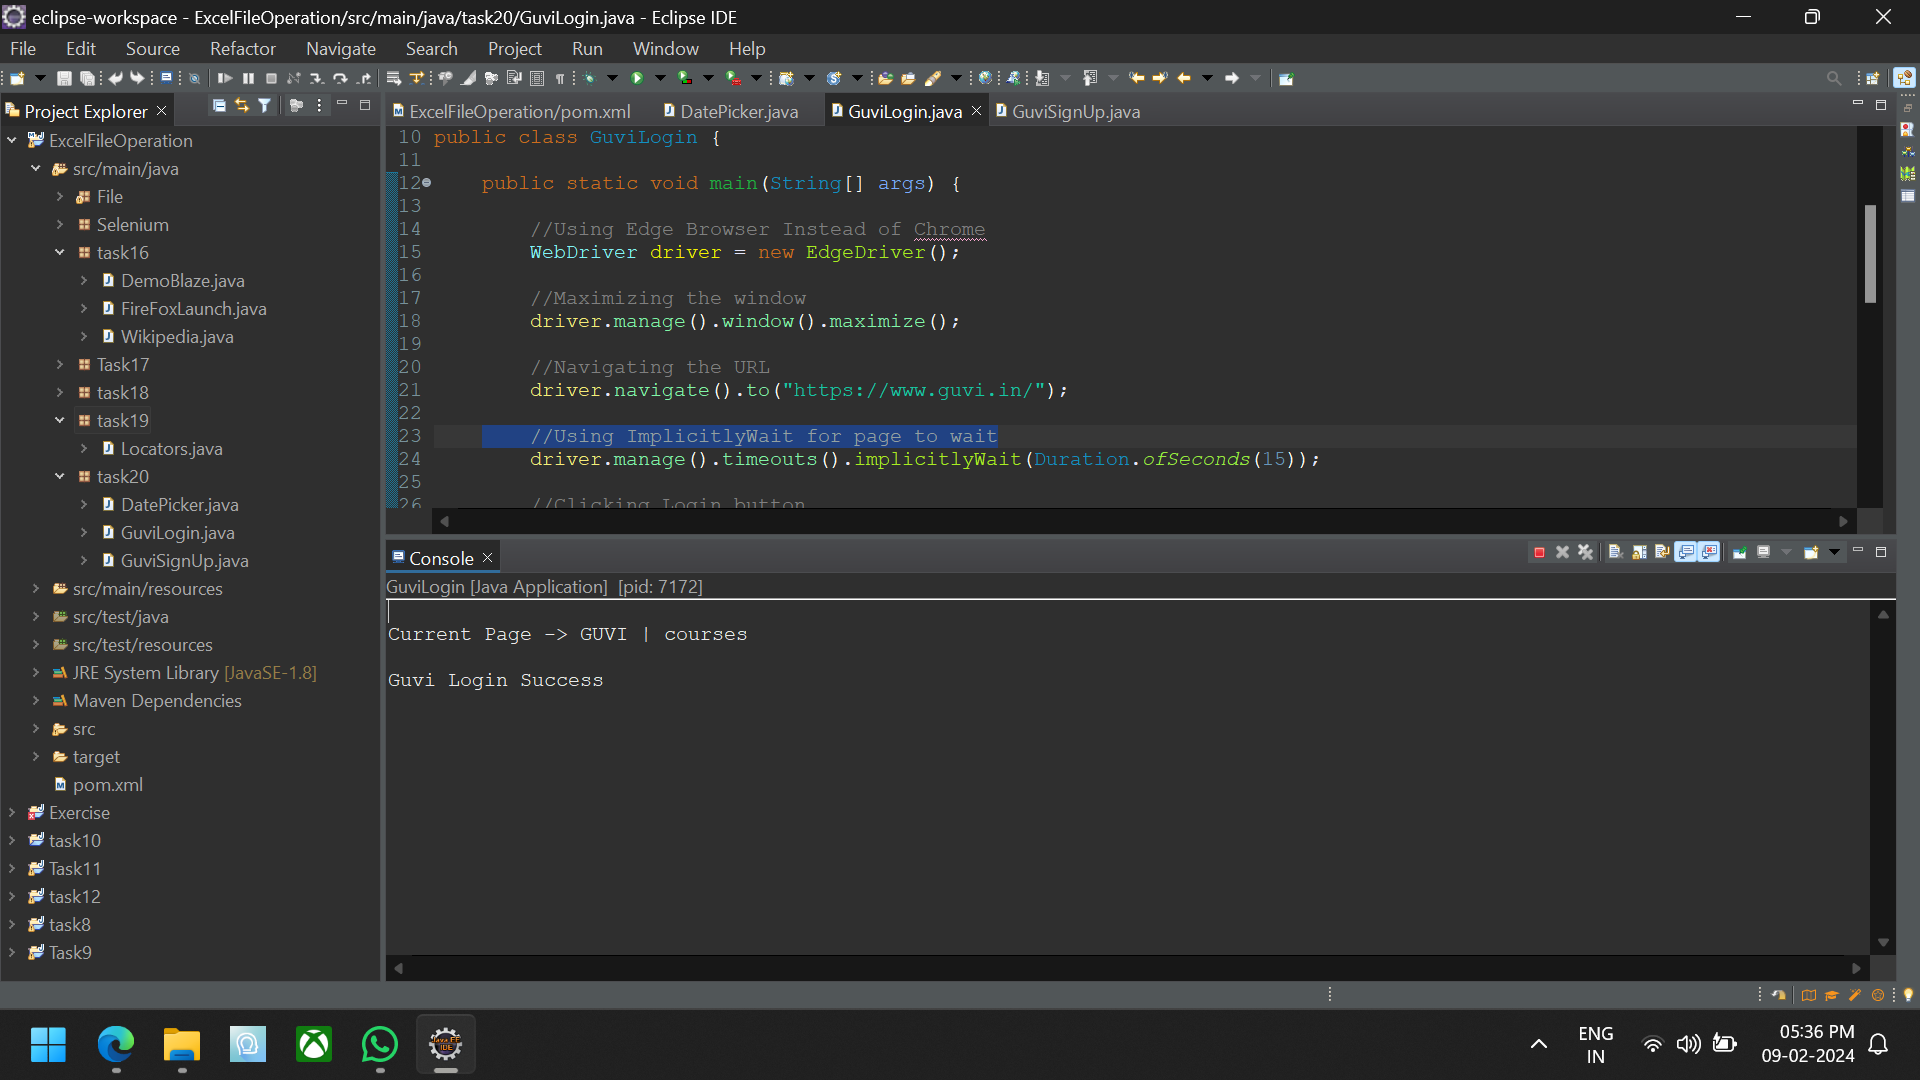 eclipse-workspace - ExcelFileOperation/src/main/java/task20/GuviLogin.java - Eclipse IDE
File Edit Source Refactor Navigate Search Project Run Window Help
Project Explorer
ExcelFileOperation
src/main/java
File
Selenium
task16
DemoBlaze.java
FireFoxLaunch.java
Wikipedia.java
Task17
task18
task19
Locators.java
task20
DatePicker.java
GuviLogin.java
GuviSignUp.java
src/main/resources
src/test/java
src/test/resources
JRE System Library [JavaSE-1.8]
Maven Dependencies
src
target
pom.xml
Exercise
task10
Task11
task12
task8
Task9
ExcelFileOperation/pom.xml DatePicker.java GuviLogin.java GuviSignUp.java
10 public class GuviLogin {
11
12 public static void main(String[] args) {
13
14 //Using Edge Browser Instead of Chrome
15 WebDriver driver = new EdgeDriver();
16
17 //Maximizing the window
18 driver.manage().window().maximize();
19
20 //Navigating the URL
21 driver.navigate().to("https://www.guvi.in/");
22
23 //Using ImplicitlyWait for page to wait
24 driver.manage().timeouts().implicitlyWait(Duration.ofSeconds(15));
25
26 //Clicking Login button
Console
GuviLogin [Java Application] [pid: 7172]
Current Page -> GUVI | courses
Guvi Login Success
Java EE
IDE
ENG
IN
05:36 PM
09-02-2024